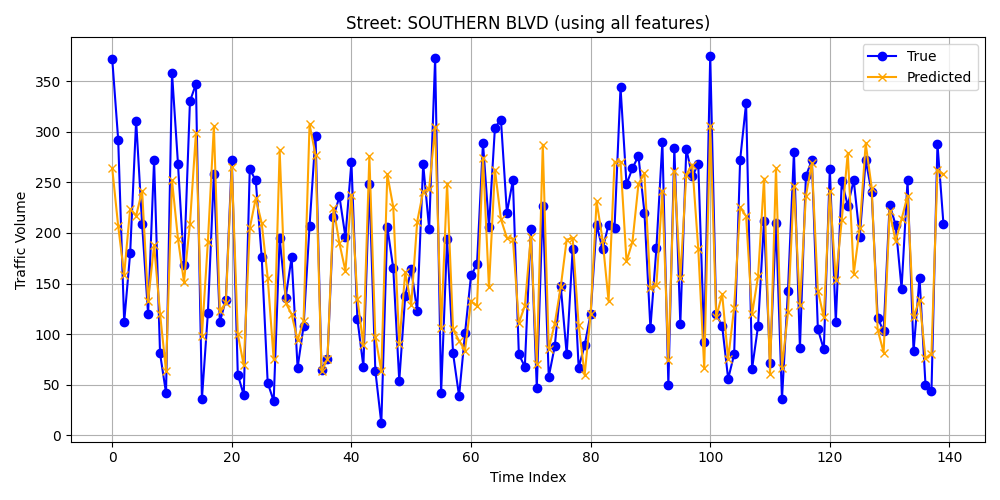 Street: SOUTHERN BLVD (using all features)
True
Predicted
Traffic Volume
350
300
250
200
150
100
50
0
0 20 40 60 80 100 120 140
Time Index